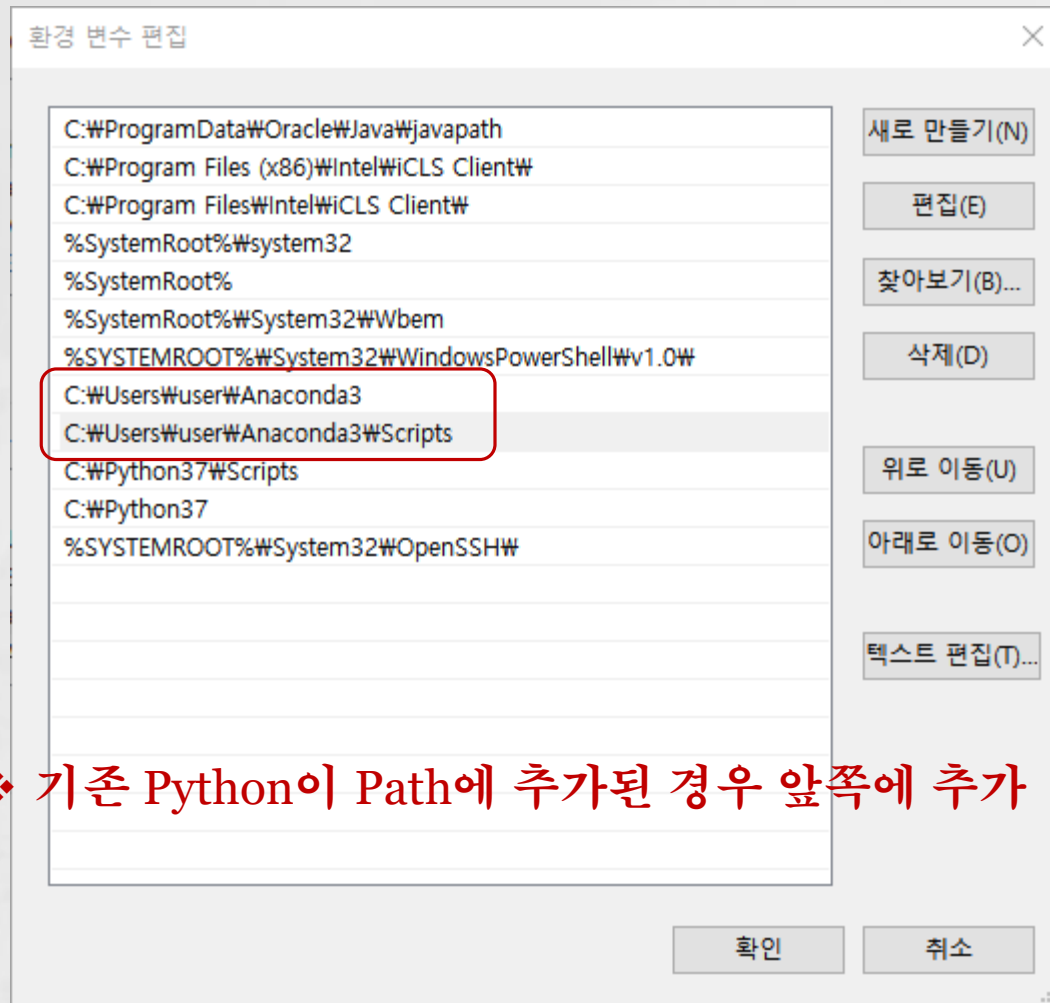 환경 변수 편집
C:₩ProgramData₩Oracle₩Java₩javapath
C:₩Program Files (x86)₩Intel₩iCLS Client₩
C:₩Program Files₩Intel₩iCLS Client₩
%SystemRoot%₩system32
%SystemRoot%
%SystemRoot%₩System32₩Wbem
%SYSTEMROOT%₩System32₩WindowsPowerShell₩v1.0₩
C:₩Users₩user₩Anaconda3
C:₩Users₩user₩Anaconda3₩Scripts
C:₩Python37₩Scripts
C:₩Python37
%SYSTEMROOT%₩System32₩OpenSSH₩
새로 만들기(N)
편집(E)
찾아보기(B)...
삭제(D)
위로 이동(U)
아래로 이동(O)
텍스트 편집(T)...
기존 Python이 Path에 추가된 경우 앞쪽에 추가
확인
취소